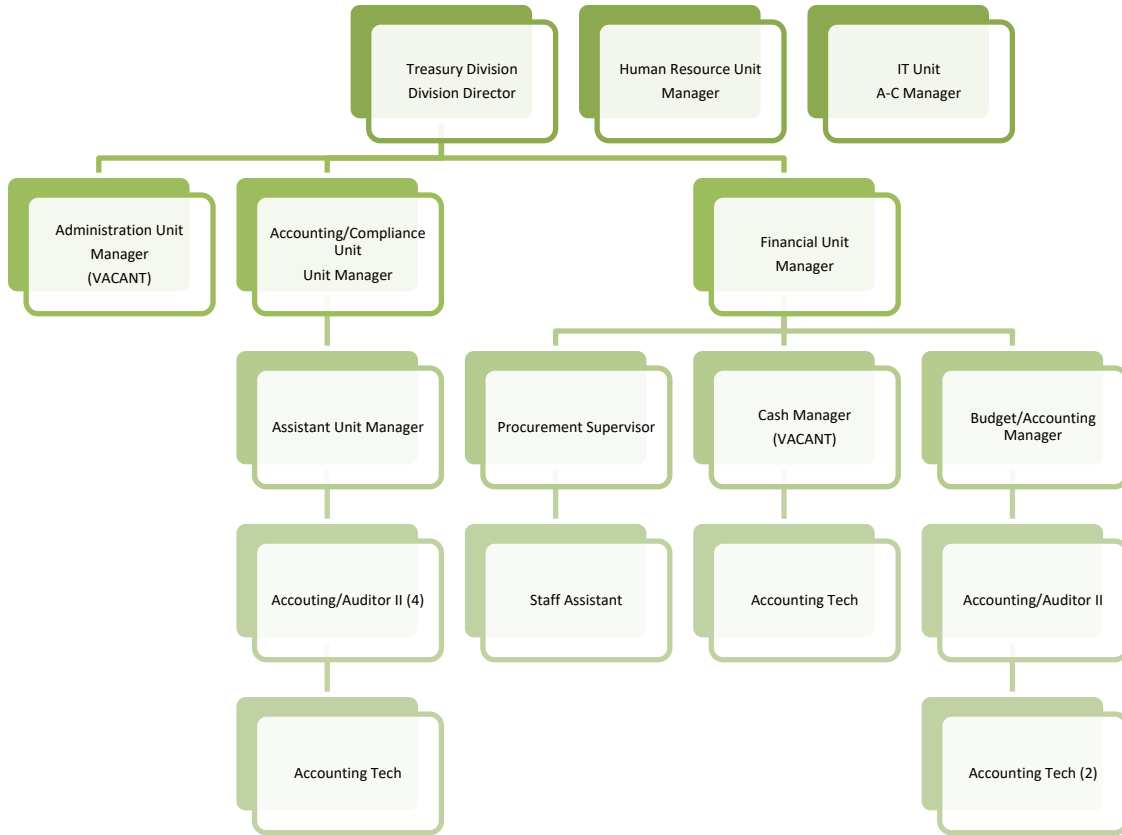 Treasury Division
Division Director
Human Resource Unit
Manager
IT Unit
A-C Manager
Administration Unit
Manager
(VACANT)
Accounting/Compliance
Unit
Unit Manager
Financial Unit
Manager
Assistant Unit Manager
Procurement Supervisor
Cash Manager
(VACANT)
Budget/Accounting
Manager
Accouting/Auditor II (4)
Staff Assistant
Accounting Tech
Accounting/Auditor II
Accounting Tech
Accounting Tech (2)